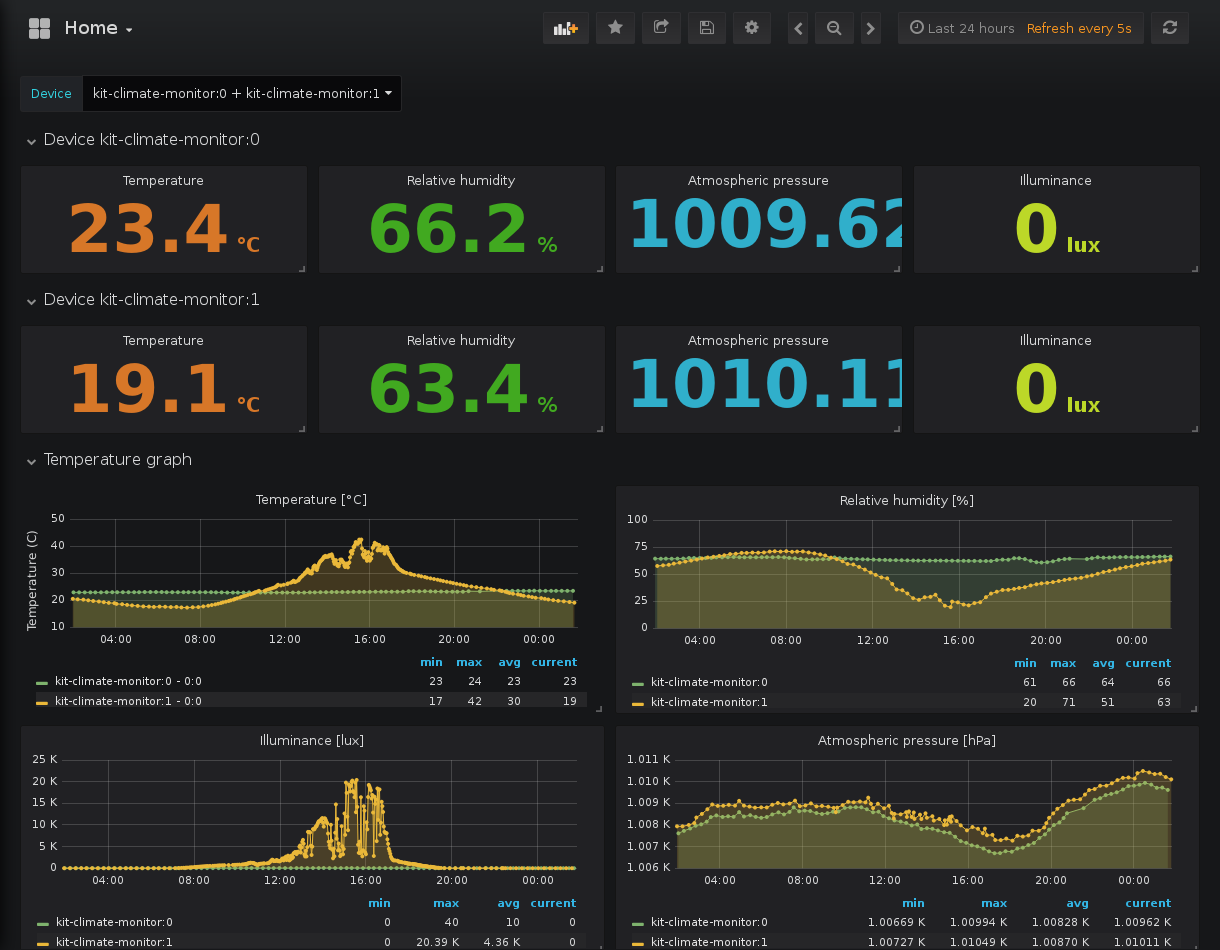 Home
Last 24 hours Refresh every 5s
Device kit-climate-monitor:0 + kit-climate-monitor:1
Device kit-climate-monitor:0
Temperature Relative humidity Atmospheric pressure Illuminance
23.4 °C 66.2 % 1009.62 0 lux
Device kit-climate-monitor:1
Temperature Relative humidity Atmospheric pressure Illuminance
19.1 °C 63.4 % 1010.11 0 lux
Temperature graph
Temperature [°C]
Temperature (C)
50
40
30
20
10
04:00 08:00 12:00 16:00 20:00 00:00
min max avg current
kit-climate-monitor:0 - 0:0 23 24 23 23
kit-climate-monitor:1 - 0:0 17 42 30 19
Relative humidity [%]
100
75
50
25
0
04:00 08:00 12:00 16:00 20:00 00:00
min max avg current
kit-climate-monitor:0 61 66 64 66
kit-climate-monitor:1 20 71 51 63
Illuminance [lux]
25 K
20 K
15 K
10 K
5 K
0
04:00 08:00 12:00 16:00 20:00 00:00
min max avg current
kit-climate-monitor:0 0 40 10 0
kit-climate-monitor:1 0 20.39 K 4.36 K 0
Atmospheric pressure [hPa]
1.011 K
1.010 K
1.009 K
1.008 K
1.007 K
1.006 K
04:00 08:00 12:00 16:00 20:00 00:00
min max avg current
kit-climate-monitor:0 1.00669 K 1.00994 K 1.00828 K 1.00962 K
kit-climate-monitor:1 1.00727 K 1.01049 K 1.00870 K 1.01011 K